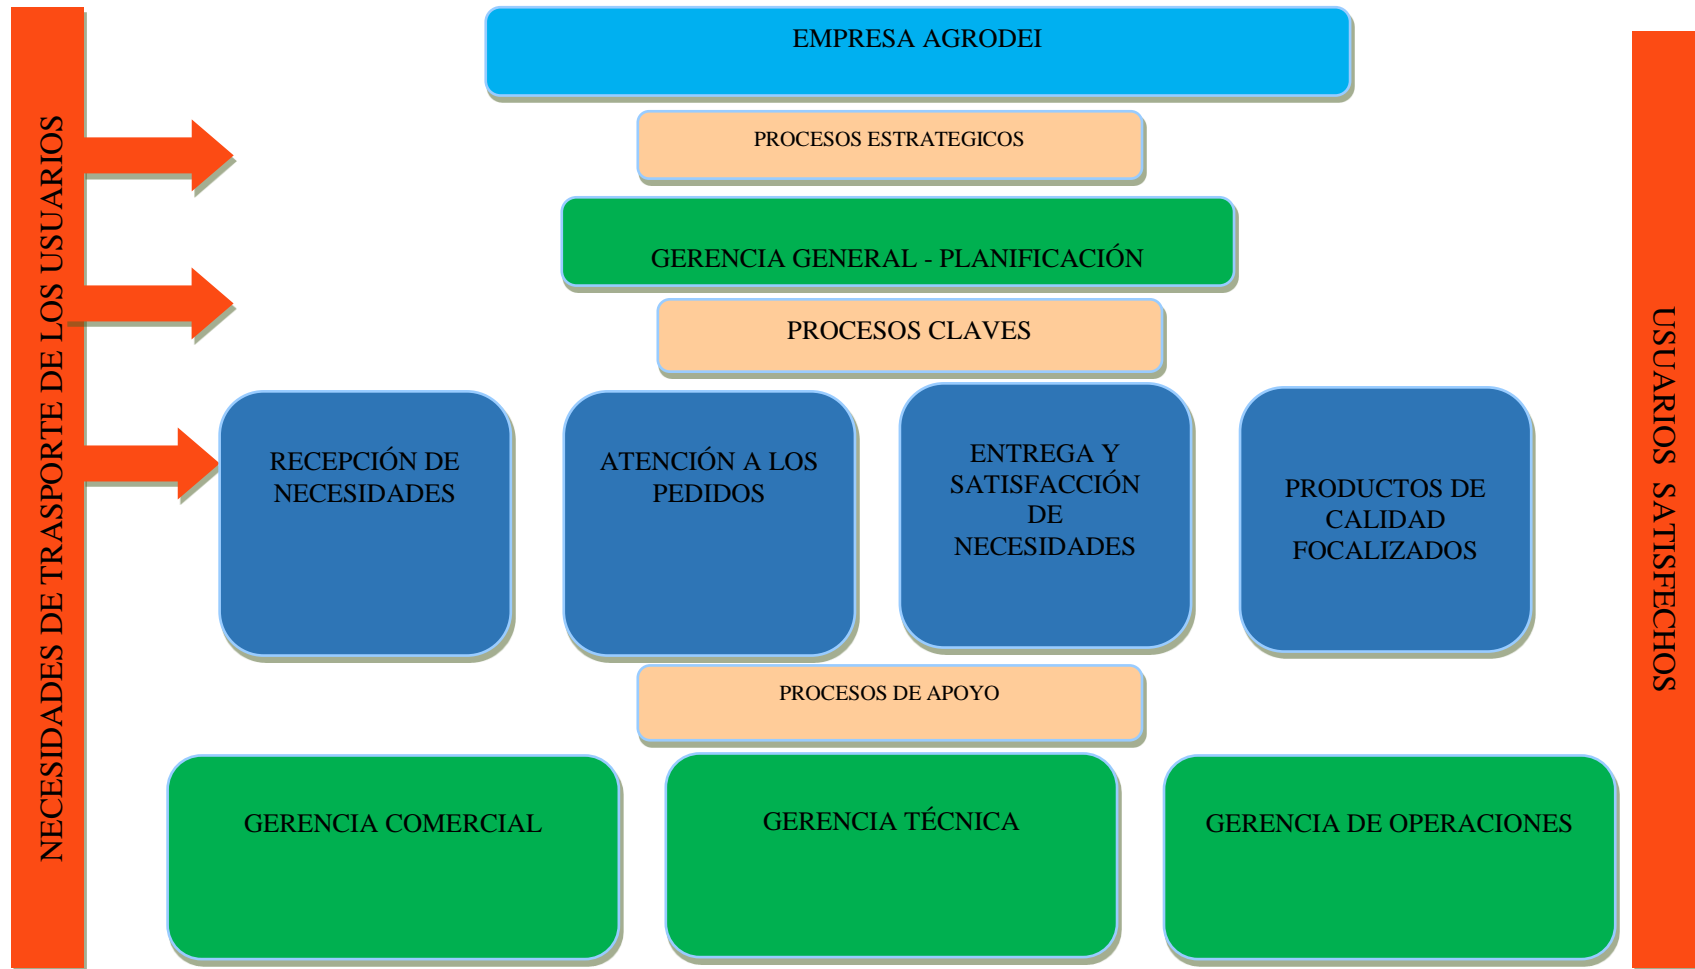 NECESIDADES DE TRASPORTE DE LOS USUARIOS
EMPRESA AGRODEI
PROCESOS ESTRATEGICOS
GERENCIA GENERAL - PLANIFICACIÓN
PROCESOS CLAVES
RECEPCIÓN DE
NECESIDADES
ATENCIÓN A LOS
PEDIDOS
ENTREGA Y
SATISFACCIÓN
DE
NECESIDADES
PRODUCTOS DE
CALIDAD
FOCALIZADOS
PROCESOS DE APOYO
GERENCIA COMERCIAL
GERENCIA TÉCNICA
GERENCIA DE OPERACIONES
USUARIOS SATISFECHOS